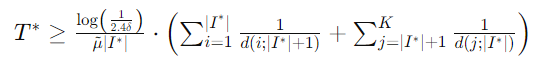 $T^* \geq \frac{\log\left(\frac{1}{2.4\delta}\right)}{\tilde{\mu}|I^*|} \cdot \left( \sum_{i=1}^{|I^*|} \frac{1}{d(i;|I^*|+1)} + \sum_{j=|I^*|+1}^{K} \frac{1}{d(j;|I^*|)} \right)$